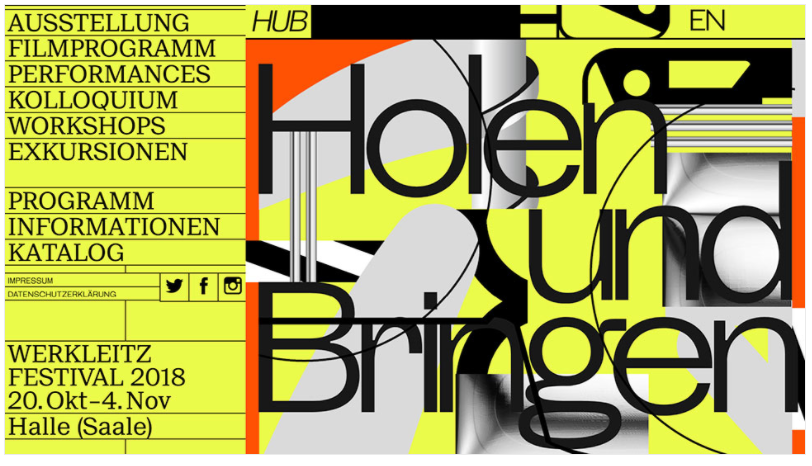 AUSSTELLUNG
FILMPROGRAMM
PERFORMANCES
KOLLOQUIUM
WORKSHOPS
EXKURSIONEN
PROGRAMM
INFORMATIONEN
KATALOG
IMPRESSUM
DATENSCHUTZERKLÄRUNG
WERKLEITZ
FESTIVAL 2018
20. Okt–4. Nov
Halle (Saale)
HUB
EN
Holen
und
Bringen